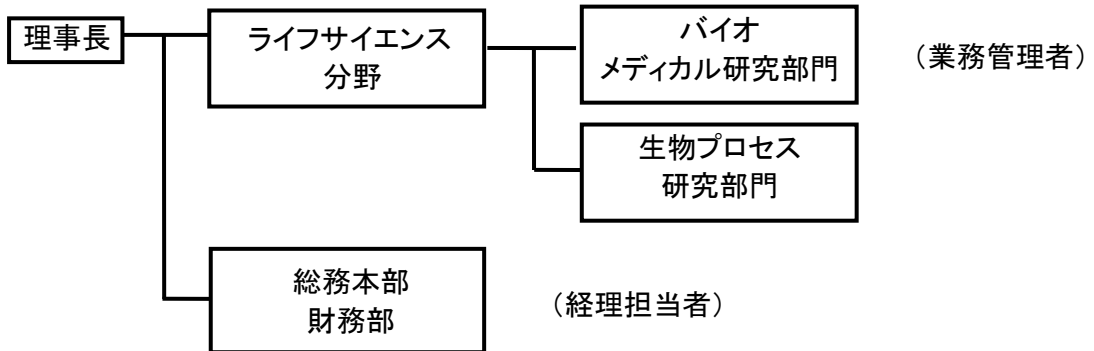 理事長
ライフサイエンス
分野
バイオ
メディカル研究部門
(業務管理者)
生物プロセス
研究部門
総務本部
財務部
(経理担当者)